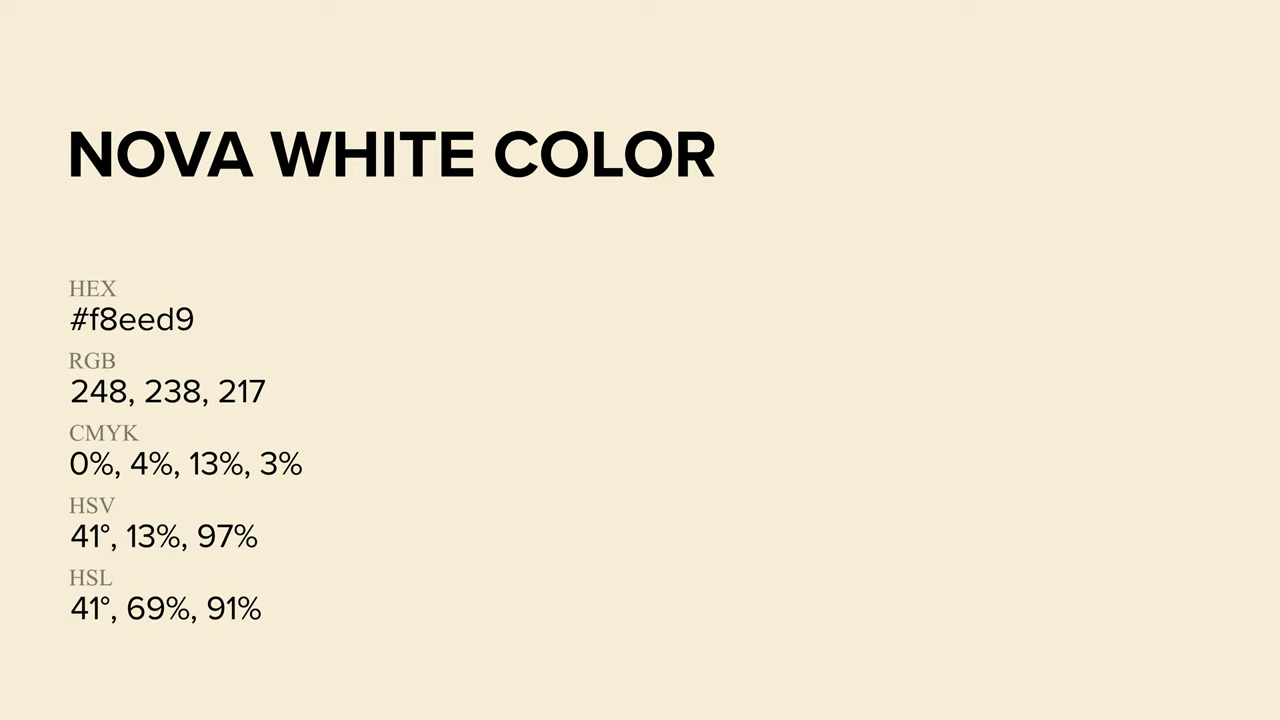 NOVA WHITE COLOR
HEX
#f8eed9
RGB
248, 238, 217
CMYK
0%, 4%, 13%, 3%
HSV
41°, 13%, 97%
HSL
41°, 69%, 91%